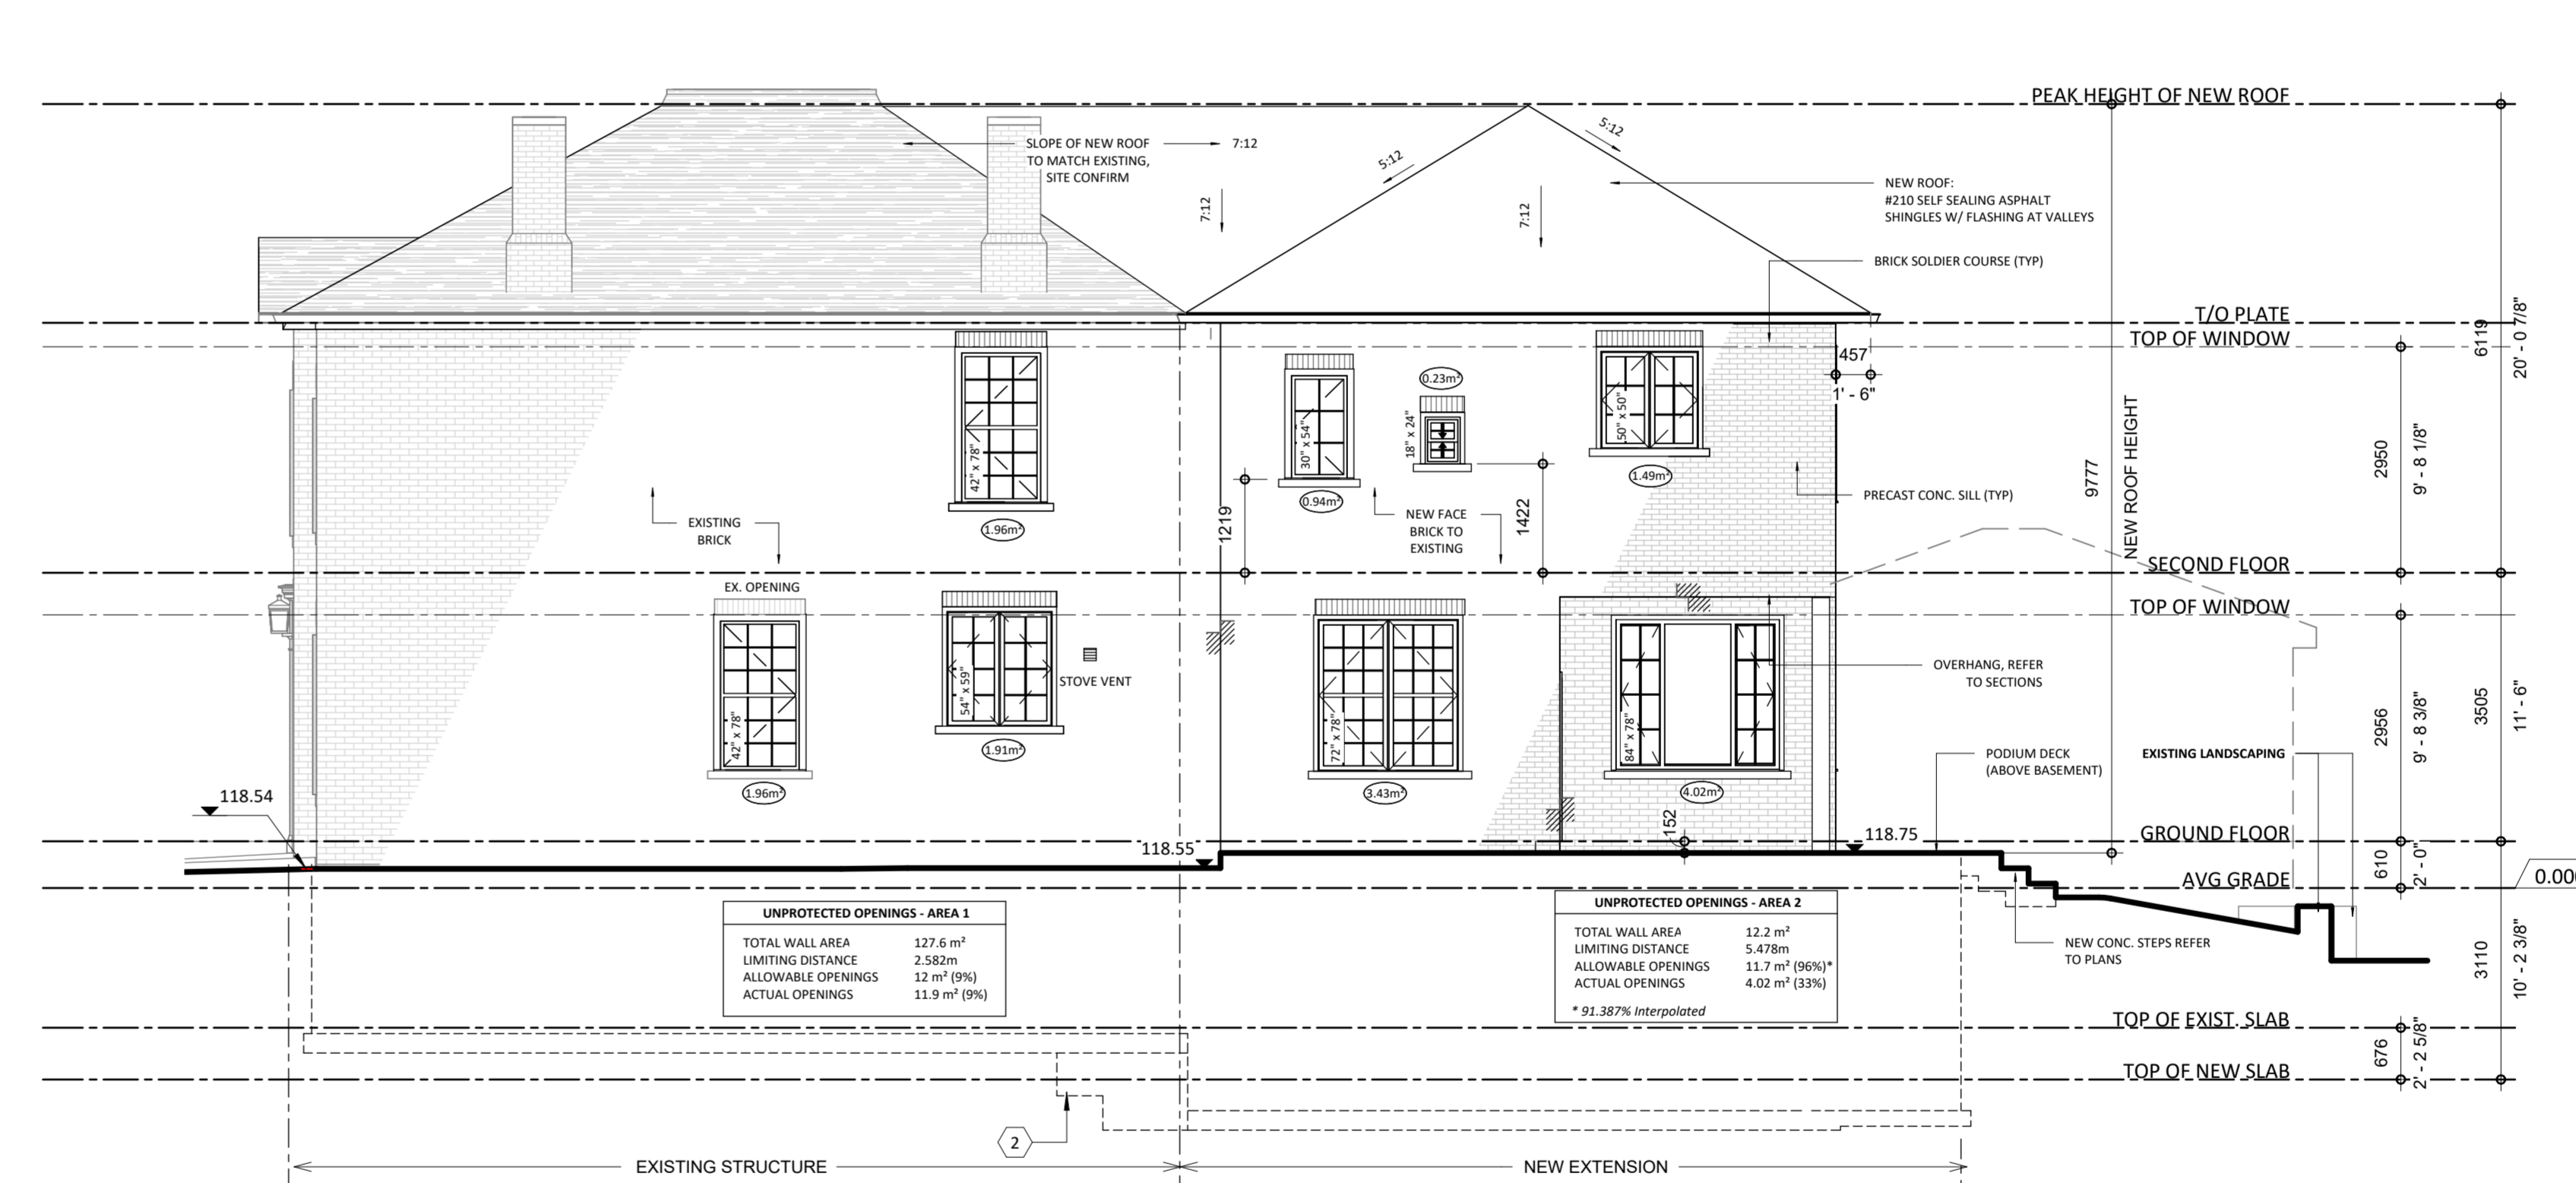 PEAK HEIGHT OF NEW ROOF
SLOPE OF NEW ROOF
TO MATCH EXISTING,
SITE CONFIRM
7:12
5:12
5:12
7:12
7:12
NEW ROOF:
#210 SELF SEALING ASPHALT
SHINGLES W/ FLASHING AT VALLEYS
BRICK SOLDIER COURSE (TYP)
T/O PLATE
TOP OF WINDOW
457
1' - 6"
6119
20' - 0 7/8"
42" x 78"
1.96m²
30" x 54"
0.94m²
0.23m²
18" x 24"
50" x 50"
1.49m²
1219
1422
NEW FACE
BRICK TO
EXISTING
EXISTING
BRICK
PRECAST CONC. SILL (TYP)
9777
NEW ROOF HEIGHT
2950
9' - 8 1/8"
SECOND FLOOR
TOP OF WINDOW
EX. OPENING
42" x 78"
1.96m²
54" x 59"
1.91m²
STOVE VENT
72" x 78"
3.43m²
84" x 78"
4.02m²
OVERHANG, REFER
TO SECTIONS
2956
9' - 8 3/8"
3505
11' - 6"
PODIUM DECK
(ABOVE BASEMENT)
EXISTING LANDSCAPING
118.54
118.55
152
118.75
GROUND FLOOR
610
2' - 0"
AVG GRADE
UNPROTECTED OPENINGS - AREA 1
TOTAL WALL AREA 127.6 m²
LIMITING DISTANCE 2.582m
ALLOWABLE OPENINGS 12 m² (9%)
ACTUAL OPENINGS 11.9 m² (9%)
UNPROTECTED OPENINGS - AREA 2
TOTAL WALL AREA 12.2 m²
LIMITING DISTANCE 5.478m
ALLOWABLE OPENINGS 11.7 m² (96%)*
ACTUAL OPENINGS 4.02 m² (33%)
* 91.387% Interpolated
NEW CONC. STEPS REFER
TO PLANS
3110
10' - 2 3/8"
TOP OF EXIST. SLAB
676
2' - 2 5/8"
TOP OF NEW SLAB
2
EXISTING STRUCTURE
NEW EXTENSION